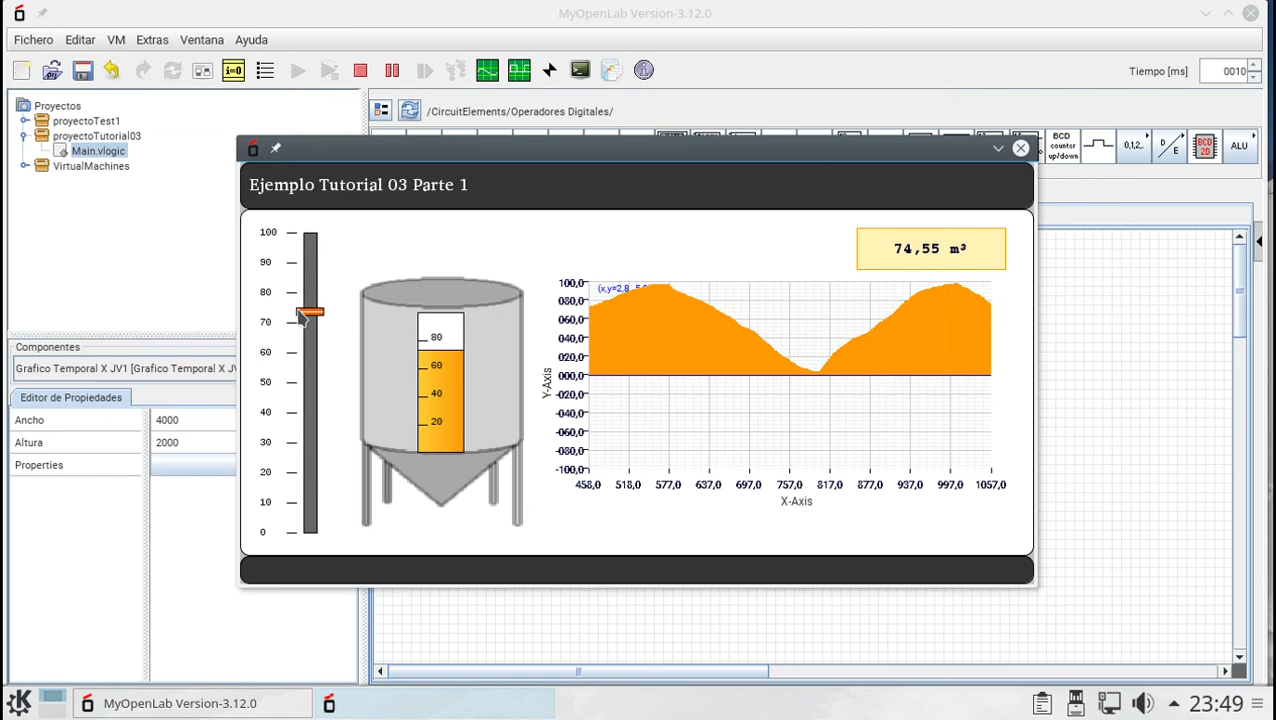 MyOpenLab Version-3.12.0
Fichero Editar VM Extras Ventana Ayuda
i=0
Tiempo [ms] 0010
Proyectos
proyectoTest1
proyectoTutorial03
Main.vlogic
VirtualMachines
/CircuitElements/Operadores Digitales/
BCD counter up/down
0,1,2,.
D/E
BCD 2D
ALU
Ejemplo Tutorial 03 Parte 1
100
90
80
70
60
50
40
30
20
10
0
80
60
40
20
74,55 m³
100,0
080,0
060,0
040,0
020,0
000,0
-020,0
-040,0
-060,0
-080,0
-100,0
Y-Axis
458,0 518,0 577,0 637,0 697,0 757,0 817,0 877,0 937,0 997,0 1057,0
X-Axis
Componentes
Grafico Temporal X JV1 [Grafico Temporal X JV
Editor de Propiedades
Ancho 4000
Altura 2000
Properties
MyOpenLab Version-3.12.0
23:49